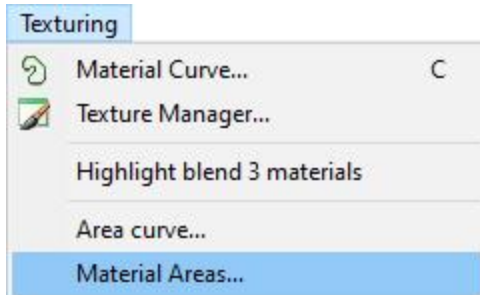 Texturing
Material Curve... C
Texture Manager...
Highlight blend 3 materials
Area curve...
Material Areas...